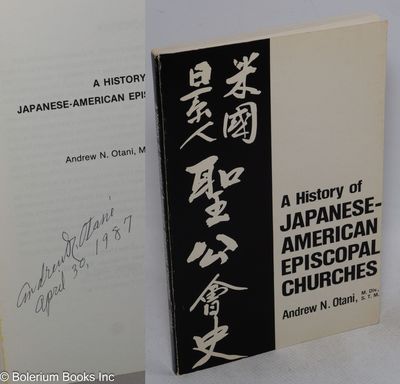 A HISTORY
JAPANESE-AMERICAN EPIS
Andrew N. Otani, M
Andrew N. Otani
April 30, 1987
米國
日系人
聖公會史
A History of
JAPANESE-
AMERICAN
EPISCOPAL
CHURCHES
Andrew N. Otani, M. Div., S. T. M.
© Bolerium Books Inc